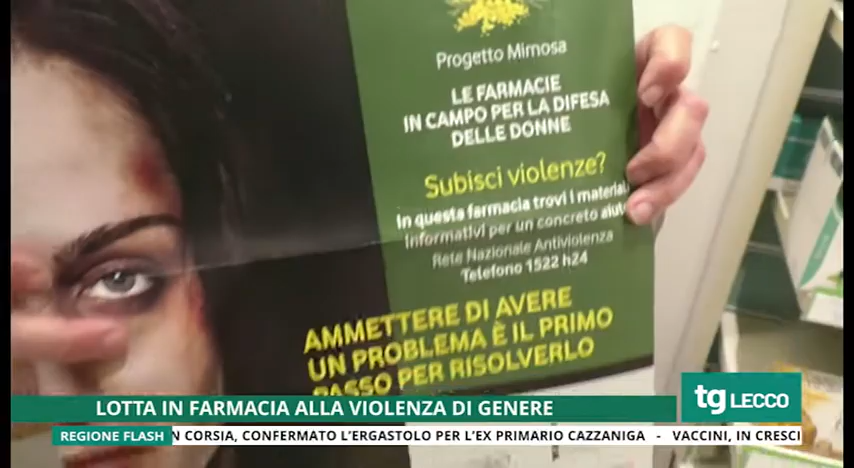 Progetto Mimosa
LE FARMACIE
IN CAMPO PER LA DIFESA
DELLE DONNE
Subisci violenze?
In questa farmacia trovi i materiali
informativi per un concreto aiuto
Rete Nazionale Antiviolenza
Telefono 1522 h24
AMMETTERE DI AVERE
UN PROBLEMA È IL PRIMO
PASSO PER RISOLVERLO
LOTTA IN FARMACIA ALLA VIOLENZA DI GENERE
tg LECCO
REGIONE FLASH
N CORSIA, CONFERMATO L'ERGASTOLO PER L'EX PRIMARIO CAZZANIGA - VACCINI, IN CRESCI